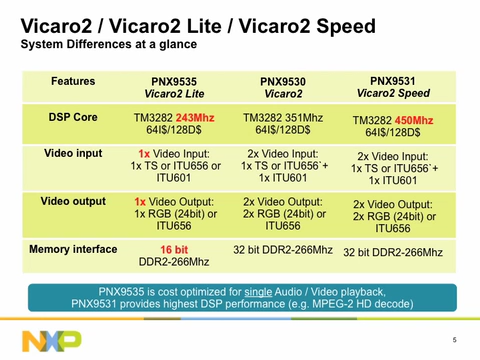 Vicaro2 / Vicaro2 Lite / Vicaro2 Speed
System Differences at a glance
Features
PNX9535
Vicaro2 Lite
PNX9530
Vicaro2
PNX9531
Vicaro2 Speed
DSP Core
TM3282 243Mhz
64I$/128D$
TM3282 351Mhz
64I$/128D$
TM3282 450Mhz
64I$/128D$
Video input
1x Video Input:
1x TS or ITU656 or
ITU601
2x Video Input:
1x TS or ITU656`+
1x ITU601
2x Video Input:
1x TS or ITU656`+
1x ITU601
Video output
1x Video Output:
1x RGB (24bit) or
ITU656
2x Video Output:
2x RGB (24bit) or
ITU656
2x Video Output:
2x RGB (24bit) or
ITU656
Memory interface
16 bit
DDR2-266Mhz
32 bit DDR2-266Mhz
32 bit DDR2-266Mhz
PNX9535 is cost optimized for single Audio / Video playback,
PNX9531 provides highest DSP performance (e.g. MPEG-2 HD decode)
NXP
5